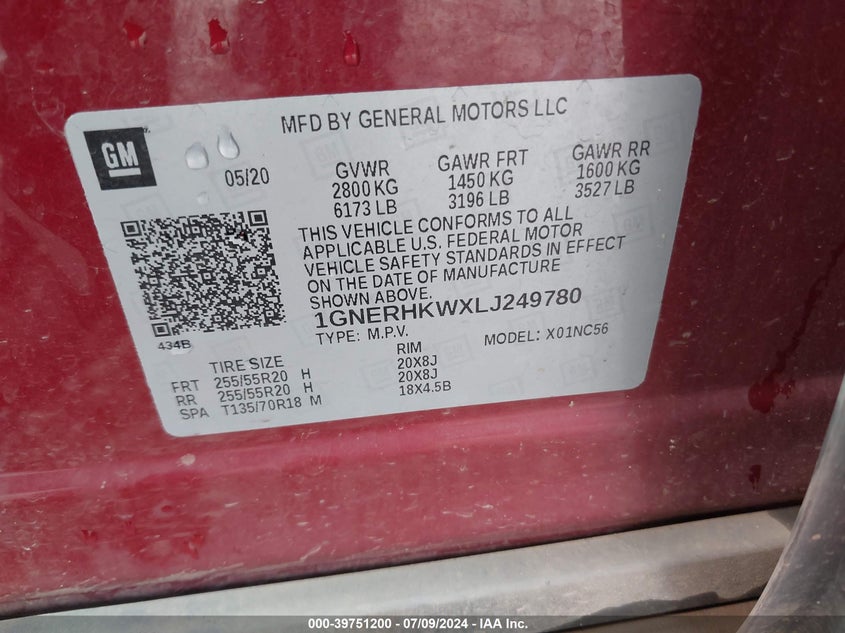 MFD BY GENERAL MOTORS LLC
GM
05/20
GVWR
2800 KG
6173 LB
GAWR FRT
1450 KG
3196 LB
GAWR RR
1600 KG
3527 LB
THIS VEHICLE CONFORMS TO ALL
APPLICABLE U.S. FEDERAL MOTOR
VEHICLE SAFETY STANDARDS IN EFFECT
ON THE DATE OF MANUFACTURE
SHOWN ABOVE.
1GNERHKWXLJ249780
TYPE: M.P.V. MODEL: X01NC56
434B
TIRE SIZE RIM
FRT 255/55R20 H 20X8J
RR 255/55R20 H 20X8J
SPA T135/70R18 M 18X4.5B
000-39751200 - 07/09/2024 - IAA Inc.